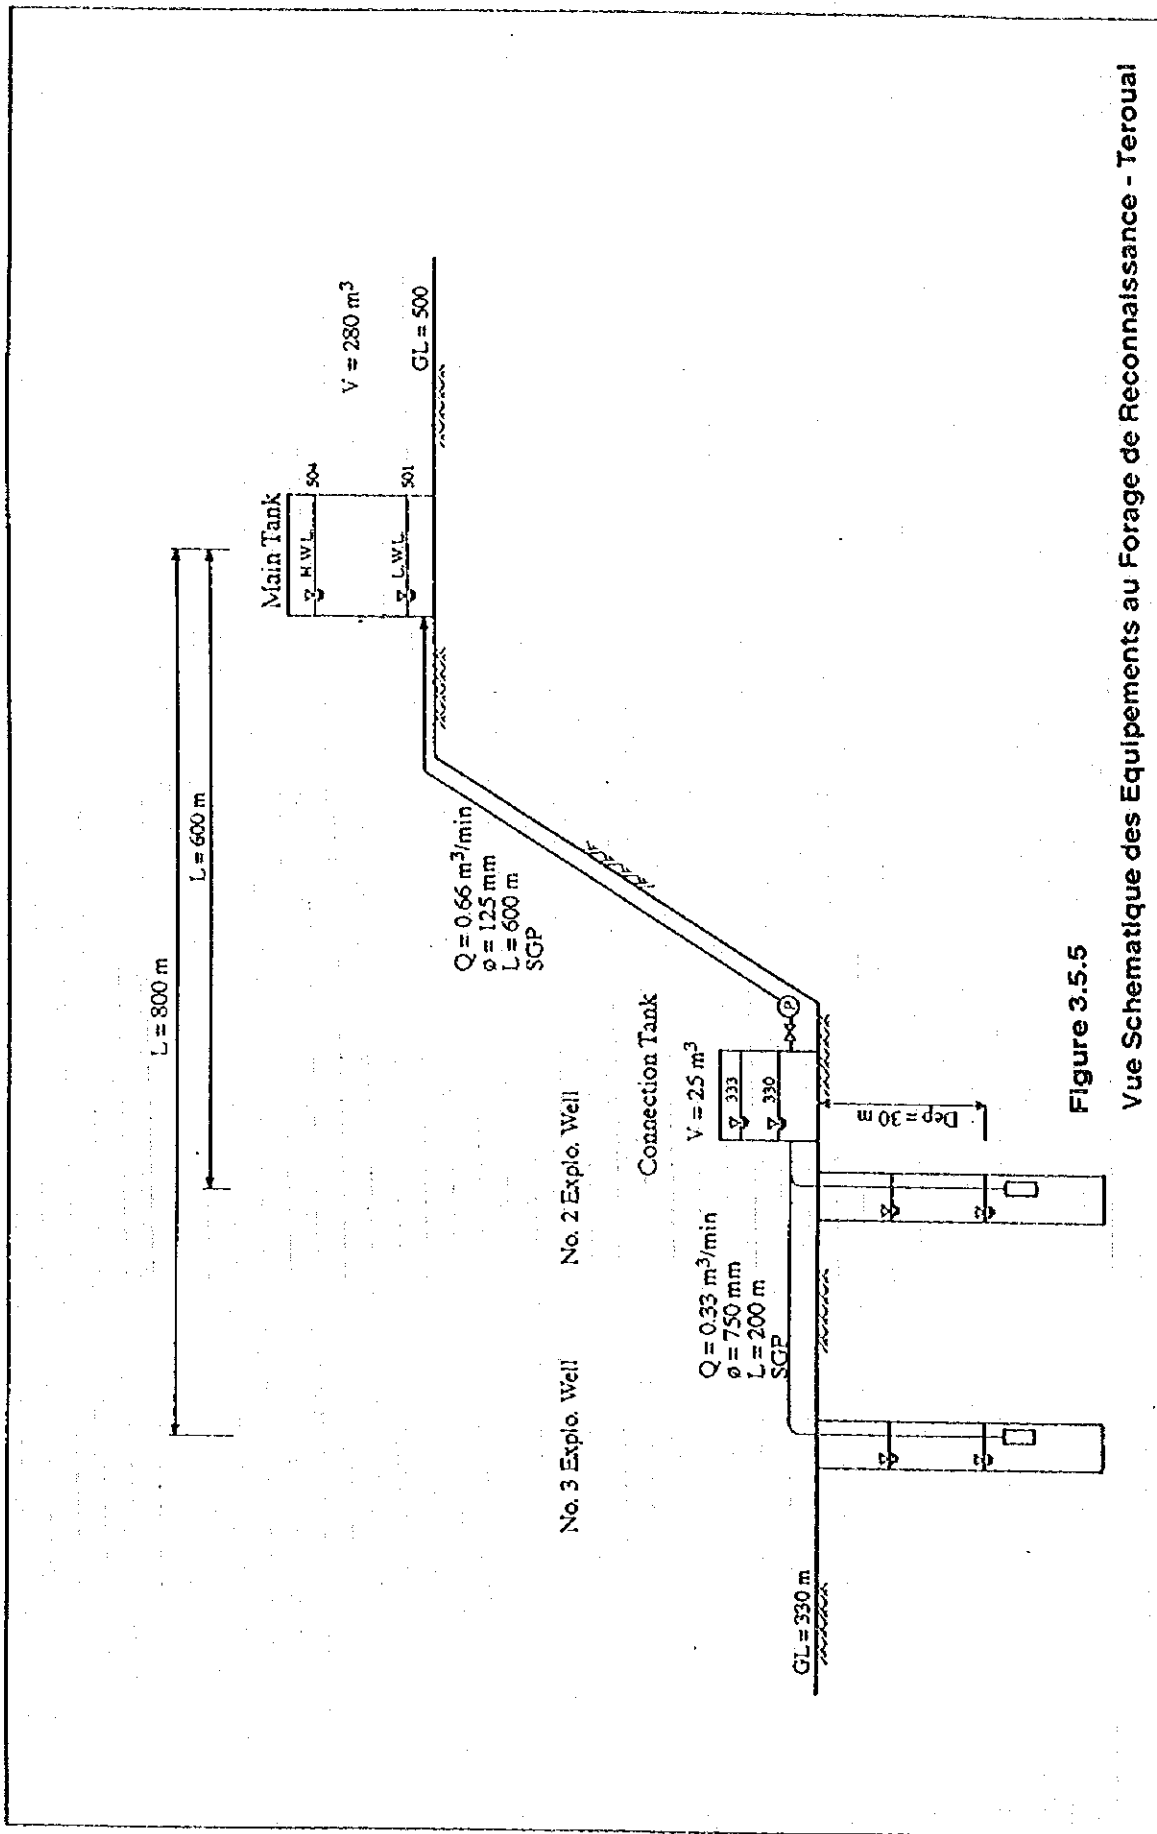 L = 800 m
L = 600 m
Main Tank
H.W.L.
504
L.W.L.
501
V = 280 m³
GL = 500
Q = 0.66 m³/min
ø = 125 mm
L = 600 m
SGP
No. 3 Explo. Well
No. 2 Explo. Well
Connection Tank
V = 25 m³
333
330
P
Q = 0.33 m³/min
ø = 750 mm
L = 200 m
SGP
GL = 330 m
Dep = 30 m
Figure 3.5.5
Vue Schematique des Equipements au Forage de Reconnaissance - Teroual